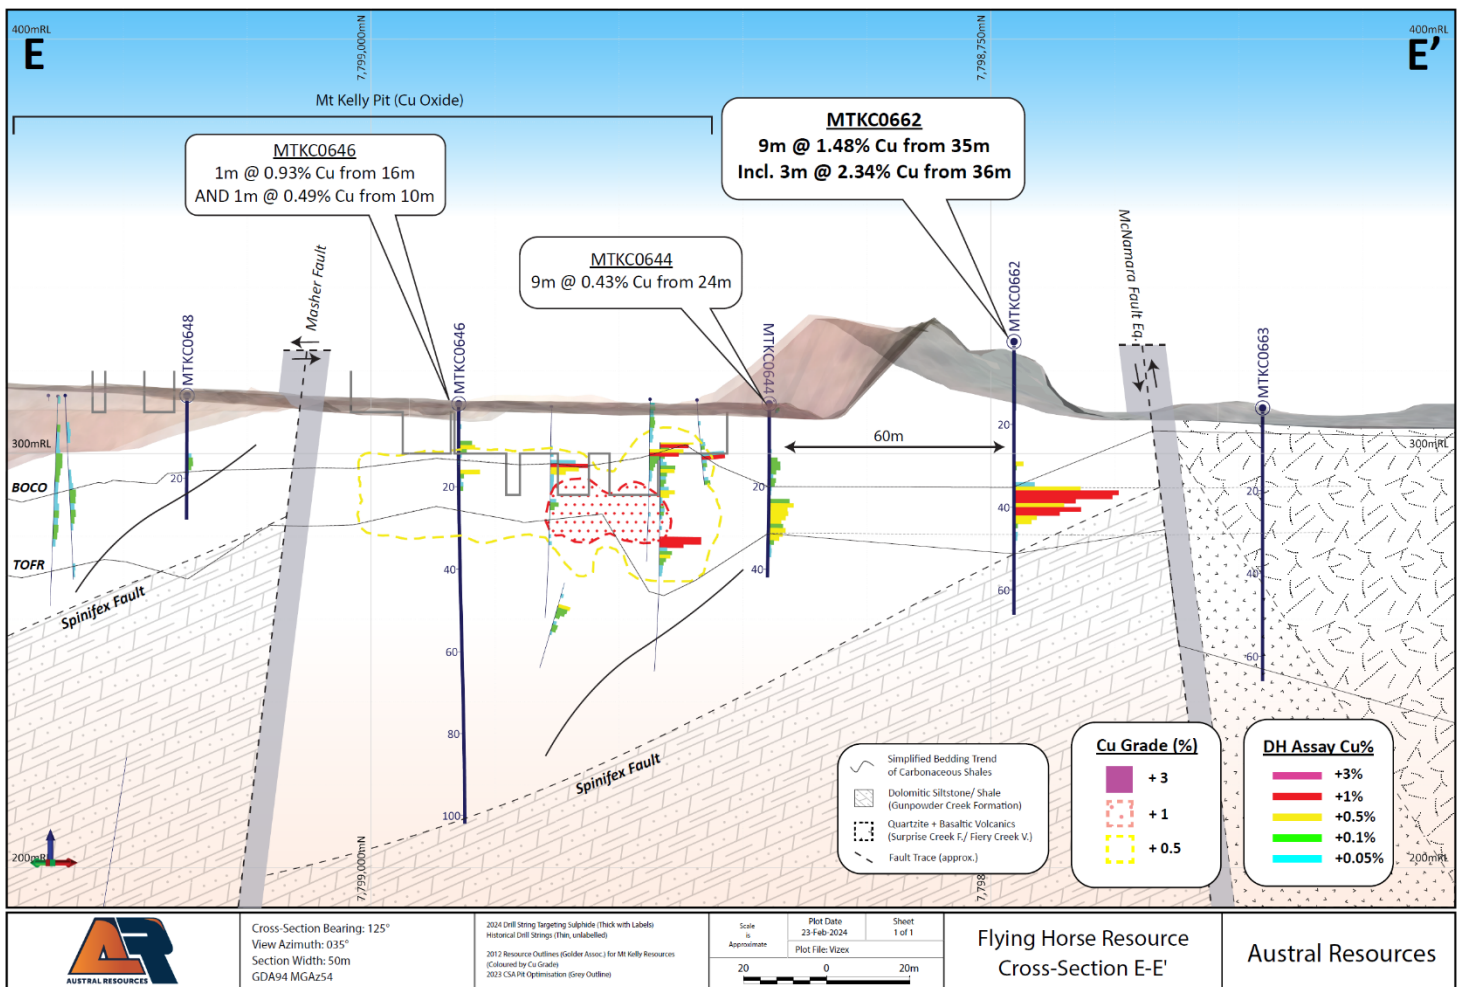 400mRL
E
7,799,000mN
7,798,750mN
400mRL
E'
Mt Kelly Pit (Cu Oxide)
MTKC0646
1m @ 0.93% Cu from 16m
AND 1m @ 0.49% Cu from 10m
MTKC0662
9m @ 1.48% Cu from 35m
Incl. 3m @ 2.34% Cu from 36m
MTKC0644
9m @ 0.43% Cu from 24m
Masher Fault
McNamara Fault Eq.
MTKC0648
MTKC0646
MTKC0644
MTKC0662
MTKC0663
300mRL
300mRL
60m
BOCO
TOFR
20
20
40
60
80
100
20
40
20
40
60
20
40
60
Spinifex Fault
Spinifex Fault
200mRL
200mRL
7,799,000mN
7,798
Simplified Bedding Trend
of Carbonaceous Shales
Dolomitic Siltstone/ Shale
(Gunpowder Creek Formation)
Quartzite + Basaltic Volcanics
(Surprise Creek F./ Fiery Creek V.)
Fault Trace (approx.)
Cu Grade (%)
+ 3
+ 1
+ 0.5
DH Assay Cu%
+3%
+1%
+0.5%
+0.1%
+0.05%
AR
AUSTRAL RESOURCES
Cross-Section Bearing: 125°
View Azimuth: 035°
Section Width: 50m
GDA94 MGAz54
2024 Drill String Targeting Sulphide (Thick with Labels)
Historical Drill Strings (Thin, unlabelled)
2012 Resource Outlines (Golder Assoc.) for Mt Kelly Resources
(Coloured by Cu Grade)
2023 CSA Pit Optimisation (Grey Outline)
Scale
is
Approximate
Plot Date
23-Feb-2024
Sheet
1 of 1
Plot File: Vizex
20 0 20m
Flying Horse Resource
Cross-Section E-E'
Austral Resources